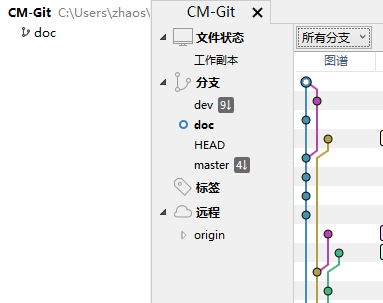 CM-Git C:\Users\zhaos\
doc
CM-Git
文件状态
工作副本
分支
dev 9↓
doc
HEAD
master 4↓
标签
远程
origin
所有分支
图谱